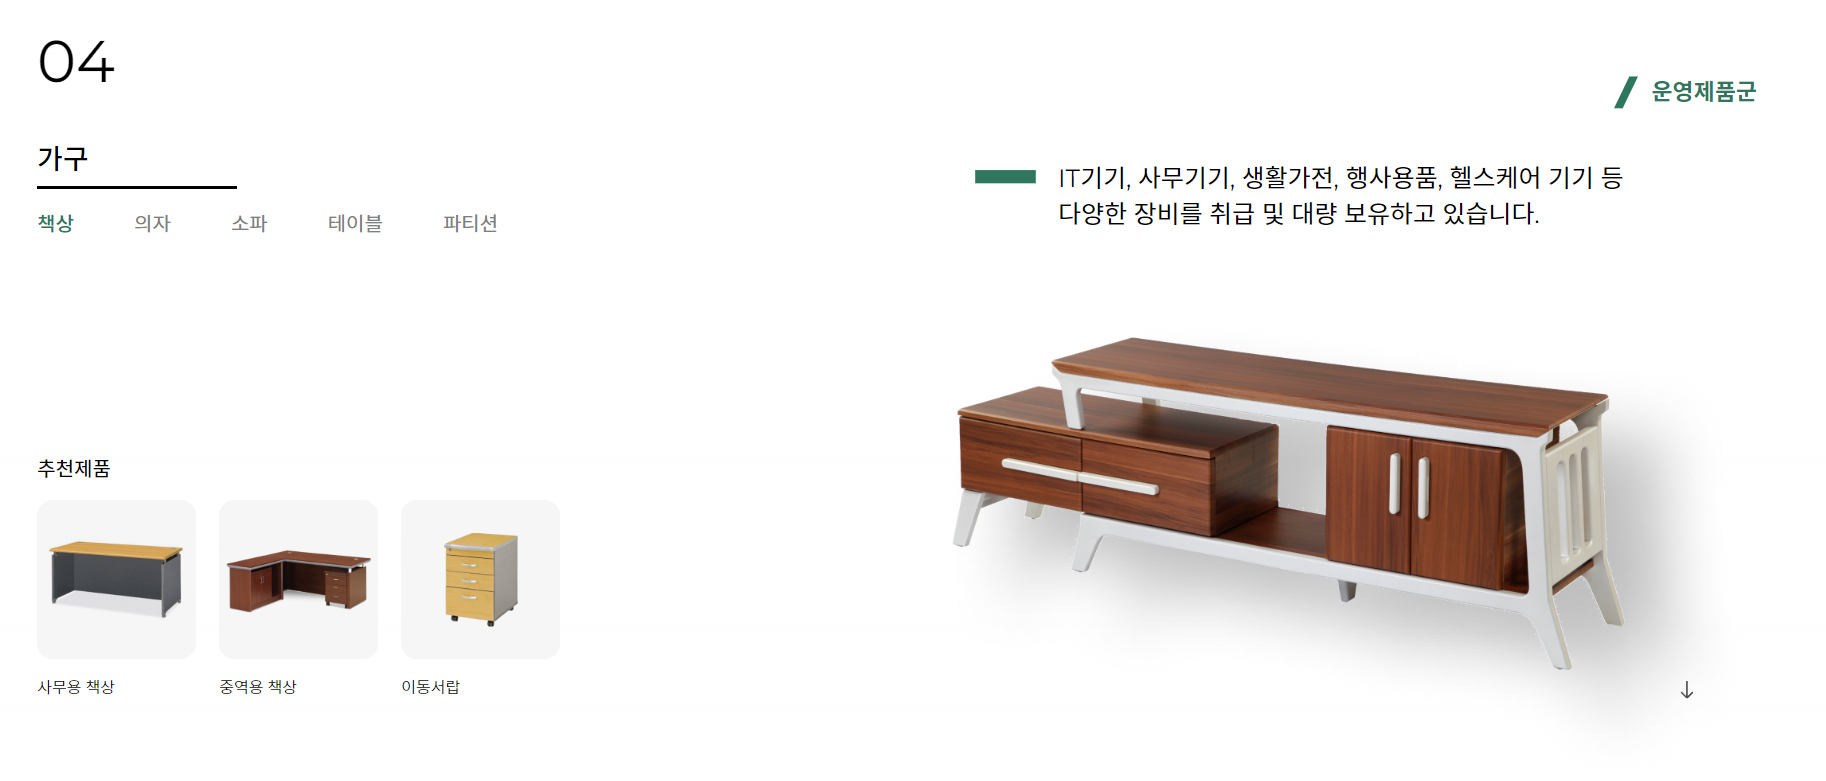 04
운영제품군
가구
책상 의자 소파 테이블 파티션
IT기기, 사무기기, 생활가전, 행사용품, 헬스케어 기기 등
다양한 장비를 취급 및 대량 보유하고 있습니다.
추천제품
사무용 책상
중역용 책상
이동서랍